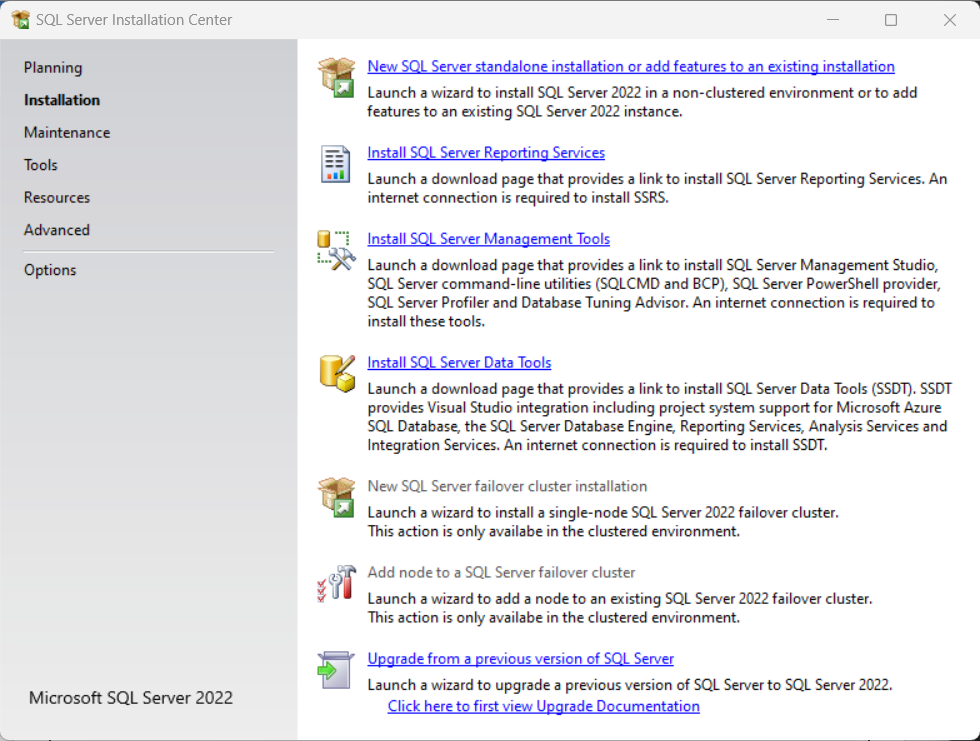 SQL Server Installation Center
Planning
Installation
Maintenance
Tools
Resources
Advanced
Options
Microsoft SQL Server 2022
New SQL Server standalone installation or add features to an existing installation
Launch a wizard to install SQL Server 2022 in a non-clustered environment or to add
features to an existing SQL Server 2022 instance.
Install SQL Server Reporting Services
Launch a download page that provides a link to install SQL Server Reporting Services. An
internet connection is required to install SSRS.
Install SQL Server Management Tools
Launch a download page that provides a link to install SQL Server Management Studio,
SQL Server command-line utilities (SQLCMD and BCP), SQL Server PowerShell provider,
SQL Server Profiler and Database Tuning Advisor. An internet connection is required to
install these tools.
Install SQL Server Data Tools
Launch a download page that provides a link to install SQL Server Data Tools (SSDT). SSDT
provides Visual Studio integration including project system support for Microsoft Azure
SQL Database, the SQL Server Database Engine, Reporting Services, Analysis Services and
Integration Services. An internet connection is required to install SSDT.
New SQL Server failover cluster installation
Launch a wizard to install a single-node SQL Server 2022 failover cluster.
This action is only availabe in the clustered environment.
Add node to a SQL Server failover cluster
Launch a wizard to add a node to an existing SQL Server 2022 failover cluster.
This action is only availabe in the clustered environment.
Upgrade from a previous version of SQL Server
Launch a wizard to upgrade a previous version of SQL Server to SQL Server 2022.
Click here to first view Upgrade Documentation